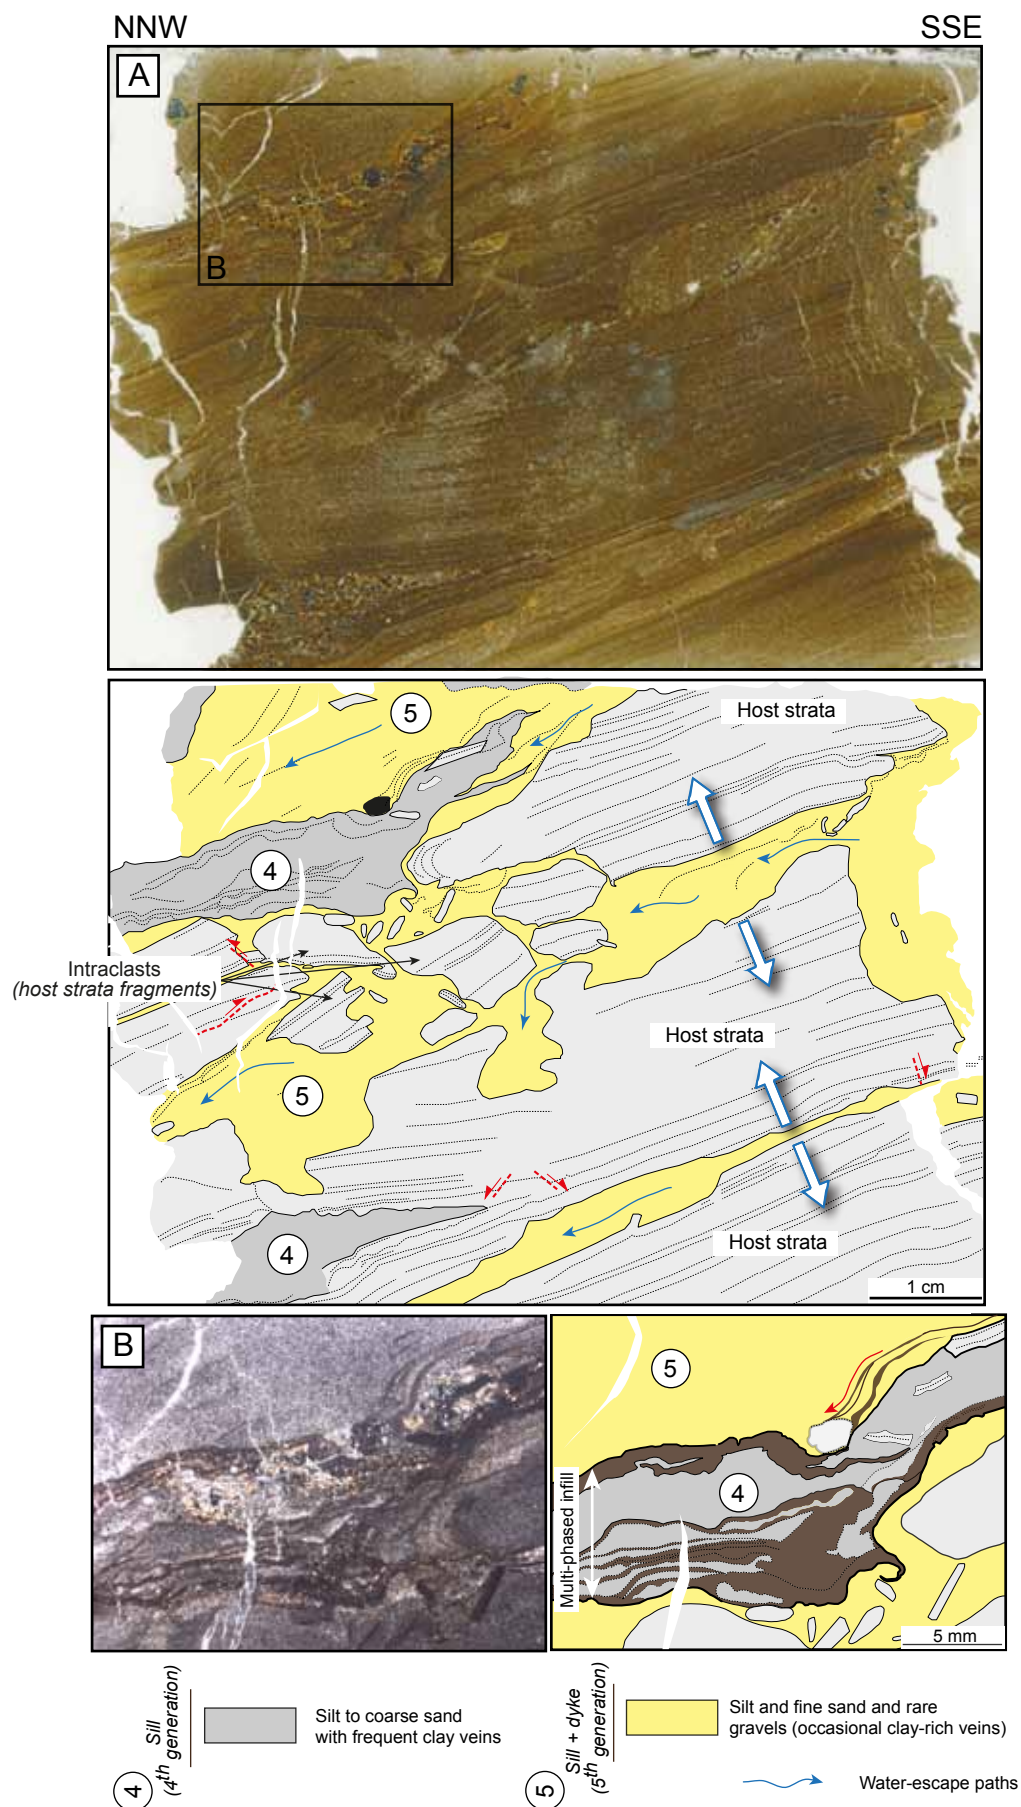 NNW
SSE
A
B
5
Host strata
4
Intraclasts
(host strata fragments)
Host strata
5
4
Host strata
1 cm
B
5
4
Multi-phased infill
5 mm
4
Sill
(4th generation)
Silt to coarse sand
with frequent clay veins
5
Sill + dyke
(5th generation)
Silt and fine sand and rare
gravels (occasional clay-rich veins)
Water-escape paths